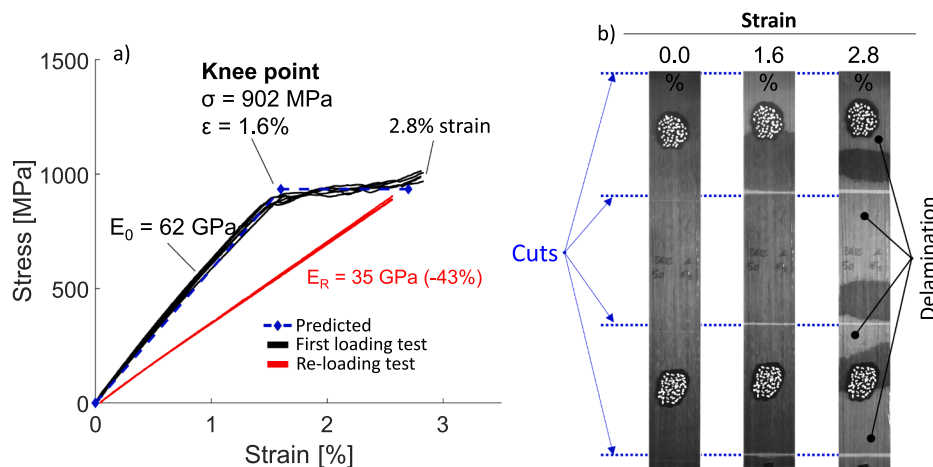 a)
1500
1000
500
0
Stress [MPa]
Knee point
σ = 902 MPa
ε = 1.6%
2.8% strain
E0 = 62 GPa
ER = 35 GPa (-43%)
Predicted
First loading test
Re-loading test
0 1 2 3
Strain [%]
b)
Strain
0.0 1.6 2.8
% % %
Cuts
Delamination